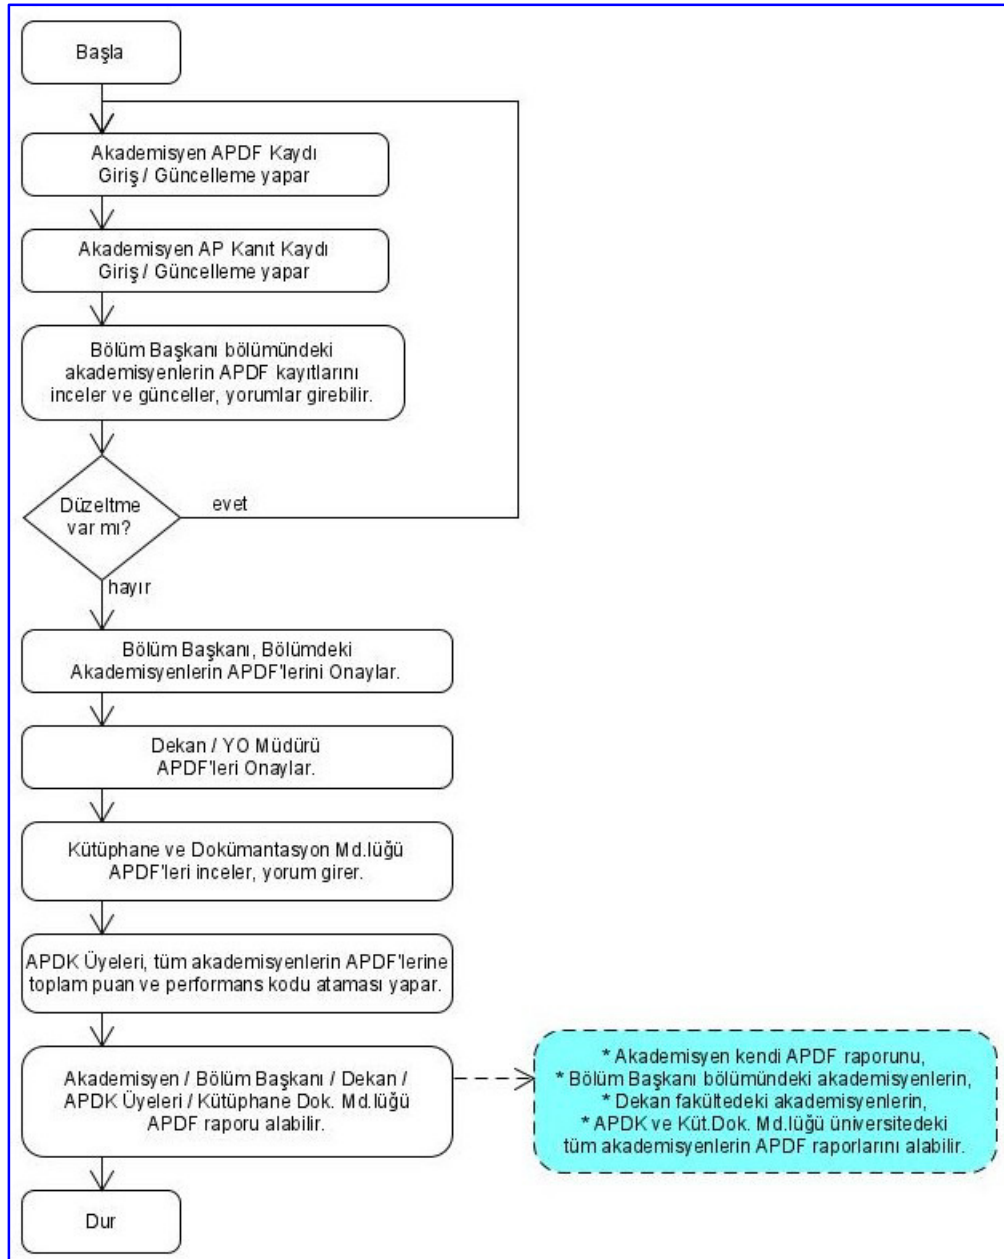 Başla
Akademisyen APDF Kaydı
Giriş / Güncelleme yapar
Akademisyen AP Kanıt Kaydı
Giriş / Güncelleme yapar
Bölüm Başkanı bölümündeki
akademisyenlerin APDF kayıtlarını
inceler ve günceller, yorumlar girebilir.
Düzeltme
var mı?
evet
hayır
Bölüm Başkanı, Bölümdeki
Akademisyenlerin APDF'lerini Onaylar.
Dekan / YO Müdürü
APDF'leri Onaylar.
Kütüphane ve Dokümantasyon Md.lüğü
APDF'leri inceler, yorum girer.
APDK Üyeleri, tüm akademisyenlerin APDF'lerine
toplam puan ve performans kodu ataması yapar.
Akademisyen / Bölüm Başkanı / Dekan /
APDK Üyeleri / Kütüphane Dok. Md.lüğü
APDF raporu alabilir.
* Akademisyen kendi APDF raporunu,
* Bölüm Başkanı bölümündeki akademisyenlerin,
* Dekan fakültedeki akademisyenlerin,
* APDK ve Küt.Dok. Md.lüğü üniversitedeki
tüm akademisyenlerin APDF raporlarını alabilir.
Dur